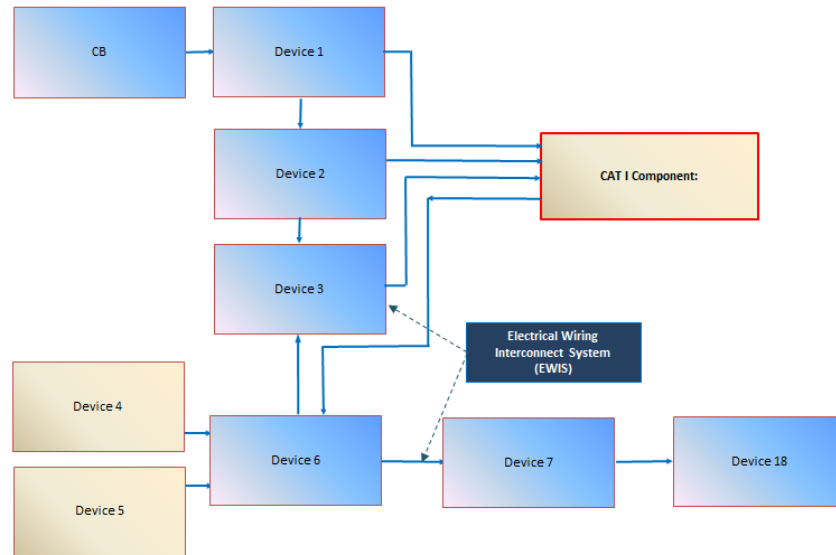 CB
Device 1
Device 2
CAT I Component:
Device 3
Electrical Wiring
Interconnect System
(EWIS)
Device 4
Device 6
Device 7
Device 18
Device 5